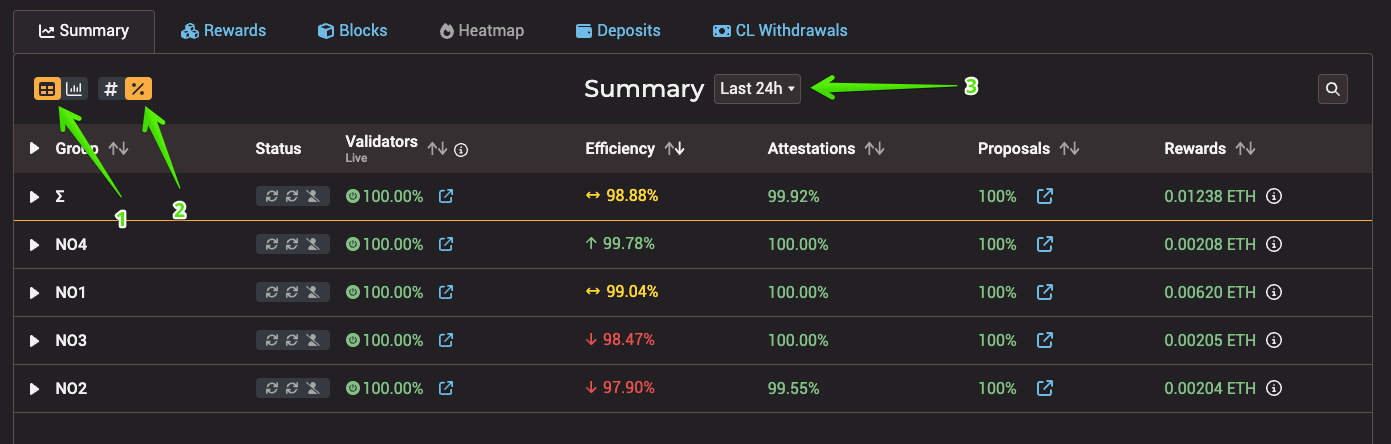 Summary Rewards Blocks Heatmap Deposits CL Withdrawals
# % Summary Last 24h 3
Group Status Validators Efficiency Attestations Proposals Rewards
Live
Σ 100.00% 98.88% 99.92% 100% 0.01238 ETH
1 2
NO4 100.00% 99.78% 100.00% 100% 0.00208 ETH
NO1 100.00% 99.04% 100.00% 100% 0.00620 ETH
NO3 100.00% 98.47% 100.00% 100% 0.00205 ETH
NO2 100.00% 97.90% 99.55% 100% 0.00204 ETH